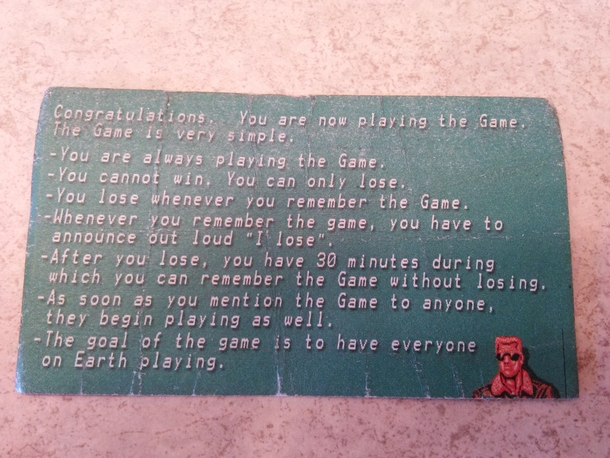 Congratulations. You are now playing the Game.
The Game is very simple.
-You are always playing the Game.
-You cannot win. You can only lose.
-You lose whenever you remember the Game.
-Whenever you remember the game, you have to
announce out loud "I lose".
-After you lose, you have 30 minutes during
which you can remember the Game without losing.
-As soon as you mention the Game to anyone,
they begin playing as well.
-The goal of the game is to have everyone
on Earth playing.